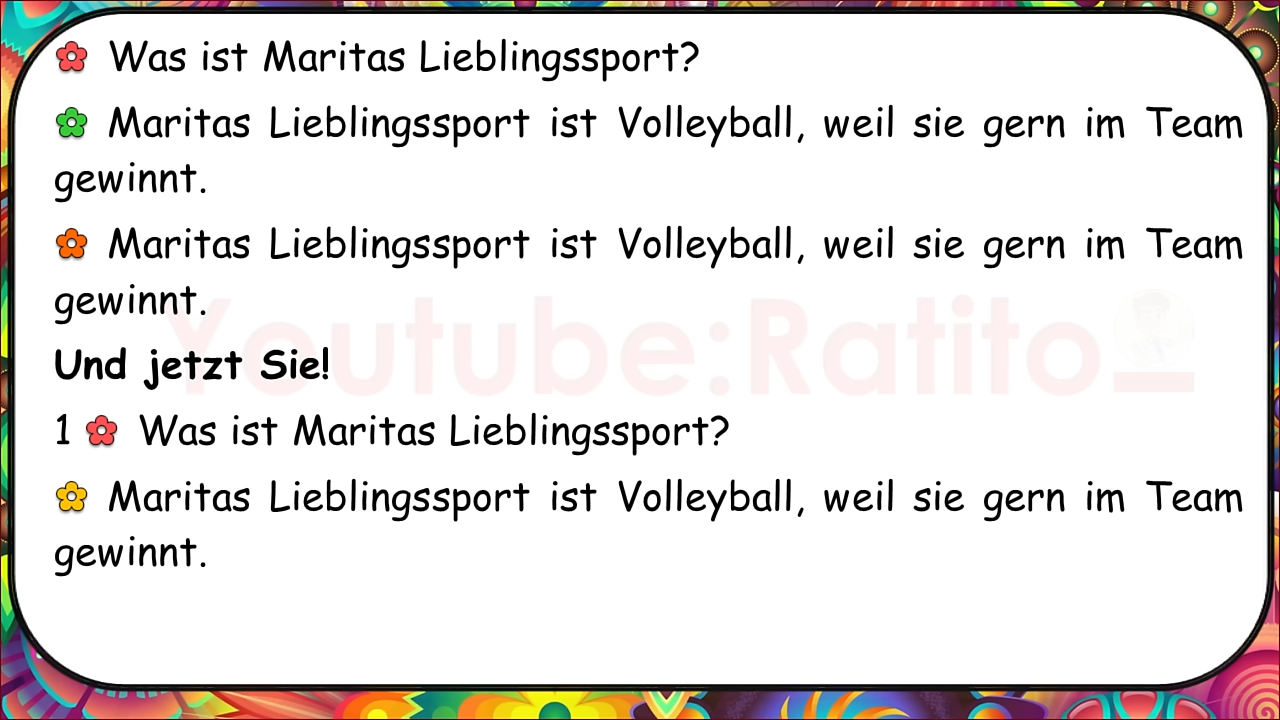 Was ist Maritas Lieblingssport?
Maritas Lieblingssport ist Volleyball, weil sie gern im Team
gewinnt.
Maritas Lieblingssport ist Volleyball, weil sie gern im Team
gewinnt.
Youtube:Ratito
Und jetzt Sie!
1 Was ist Maritas Lieblingssport?
Maritas Lieblingssport ist Volleyball, weil sie gern im Team
gewinnt.